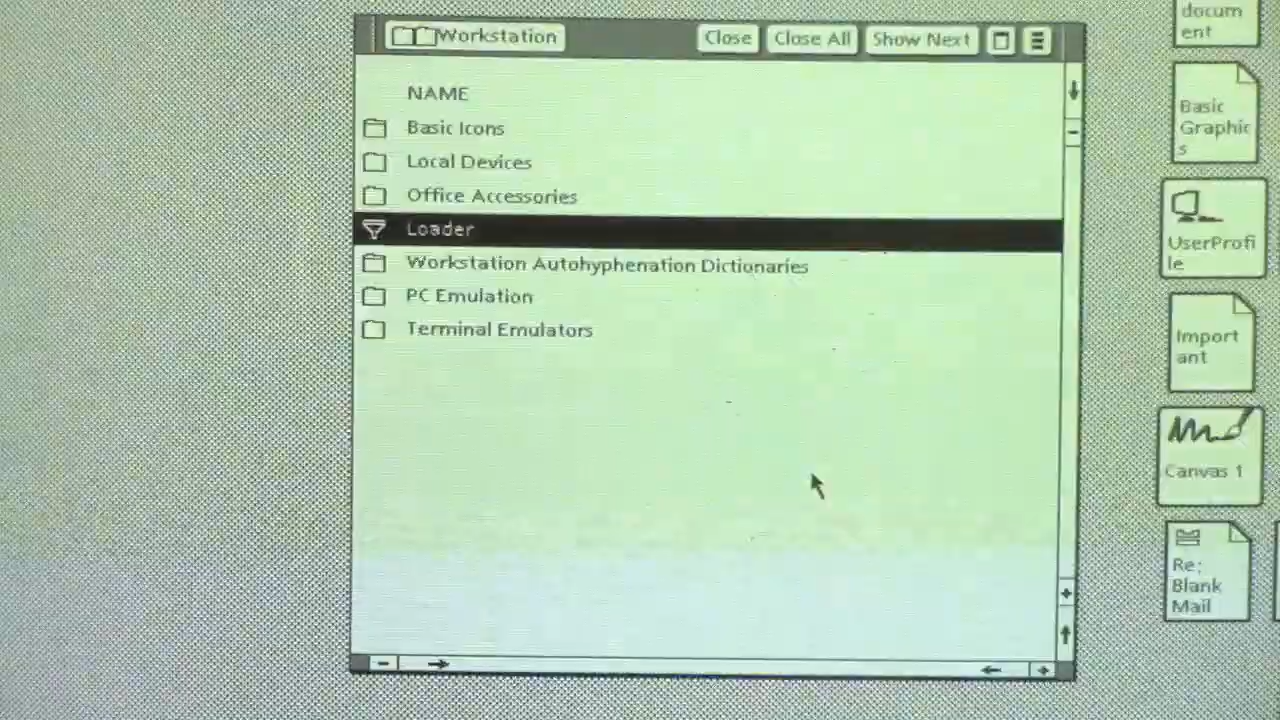 Workstation Close Close All Show Next
NAME
Basic Icons
Local Devices
Office Accessories
Loader
Workstation Autohyphenation Dictionaries
PC Emulation
Terminal Emulators
docum
ent
Basic
Graphic
s
UserProfi
le
Import
ant
Canvas 1
Re:
Blank
Mail